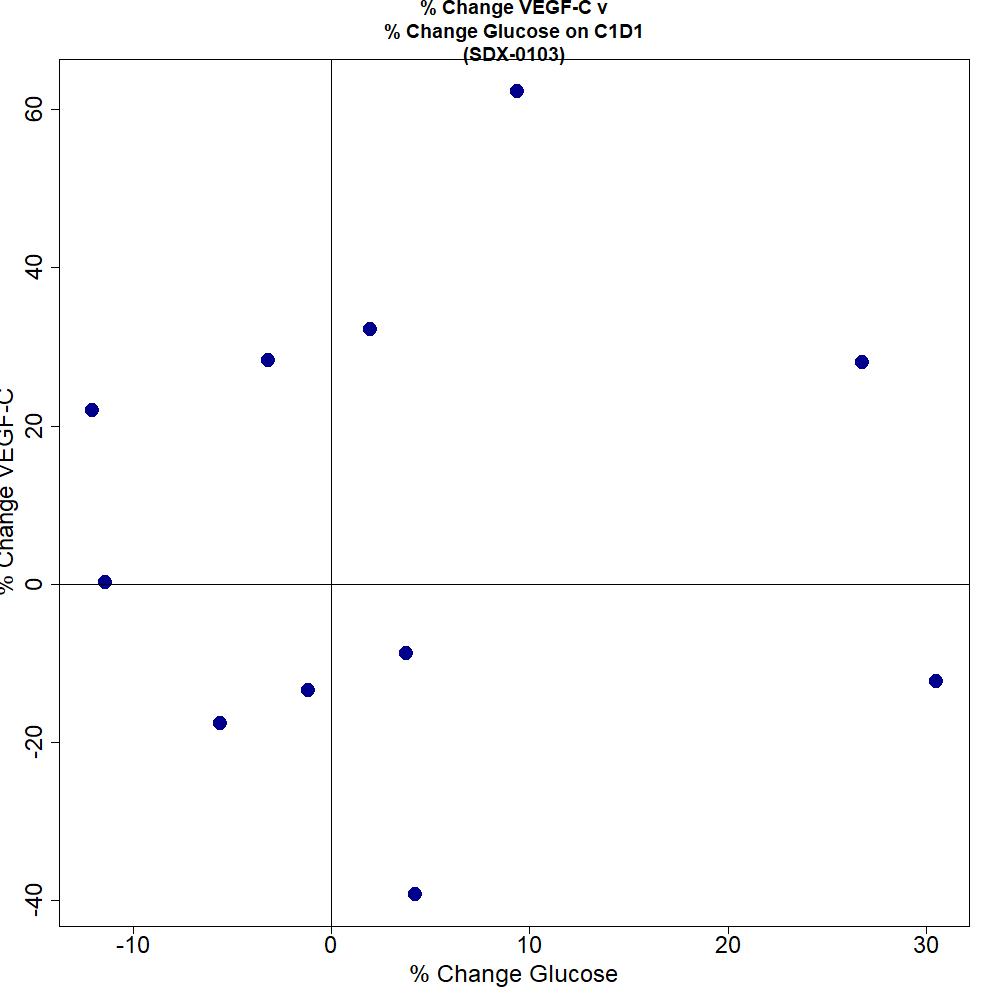 % Change VEGF-C v
% Change Glucose on C1D1
(SDX-0103)
% Change VEGF-C
60
40
20
0
-20
-40
-10
0
10
20
30
% Change Glucose